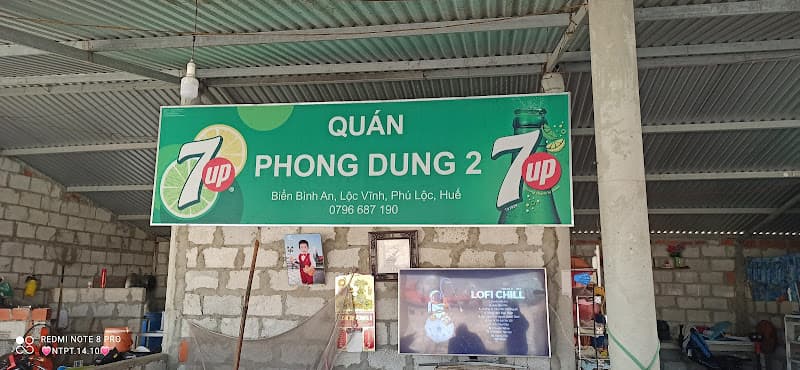 QUÁN
PHONG DUNG 2
Biển Bình An, Lộc Vĩnh, Phú Lộc, Huế
0796 687 190
7up
7up
LOFI CHILL
REDMI NOTE 8 PRO
NTPT.14.10